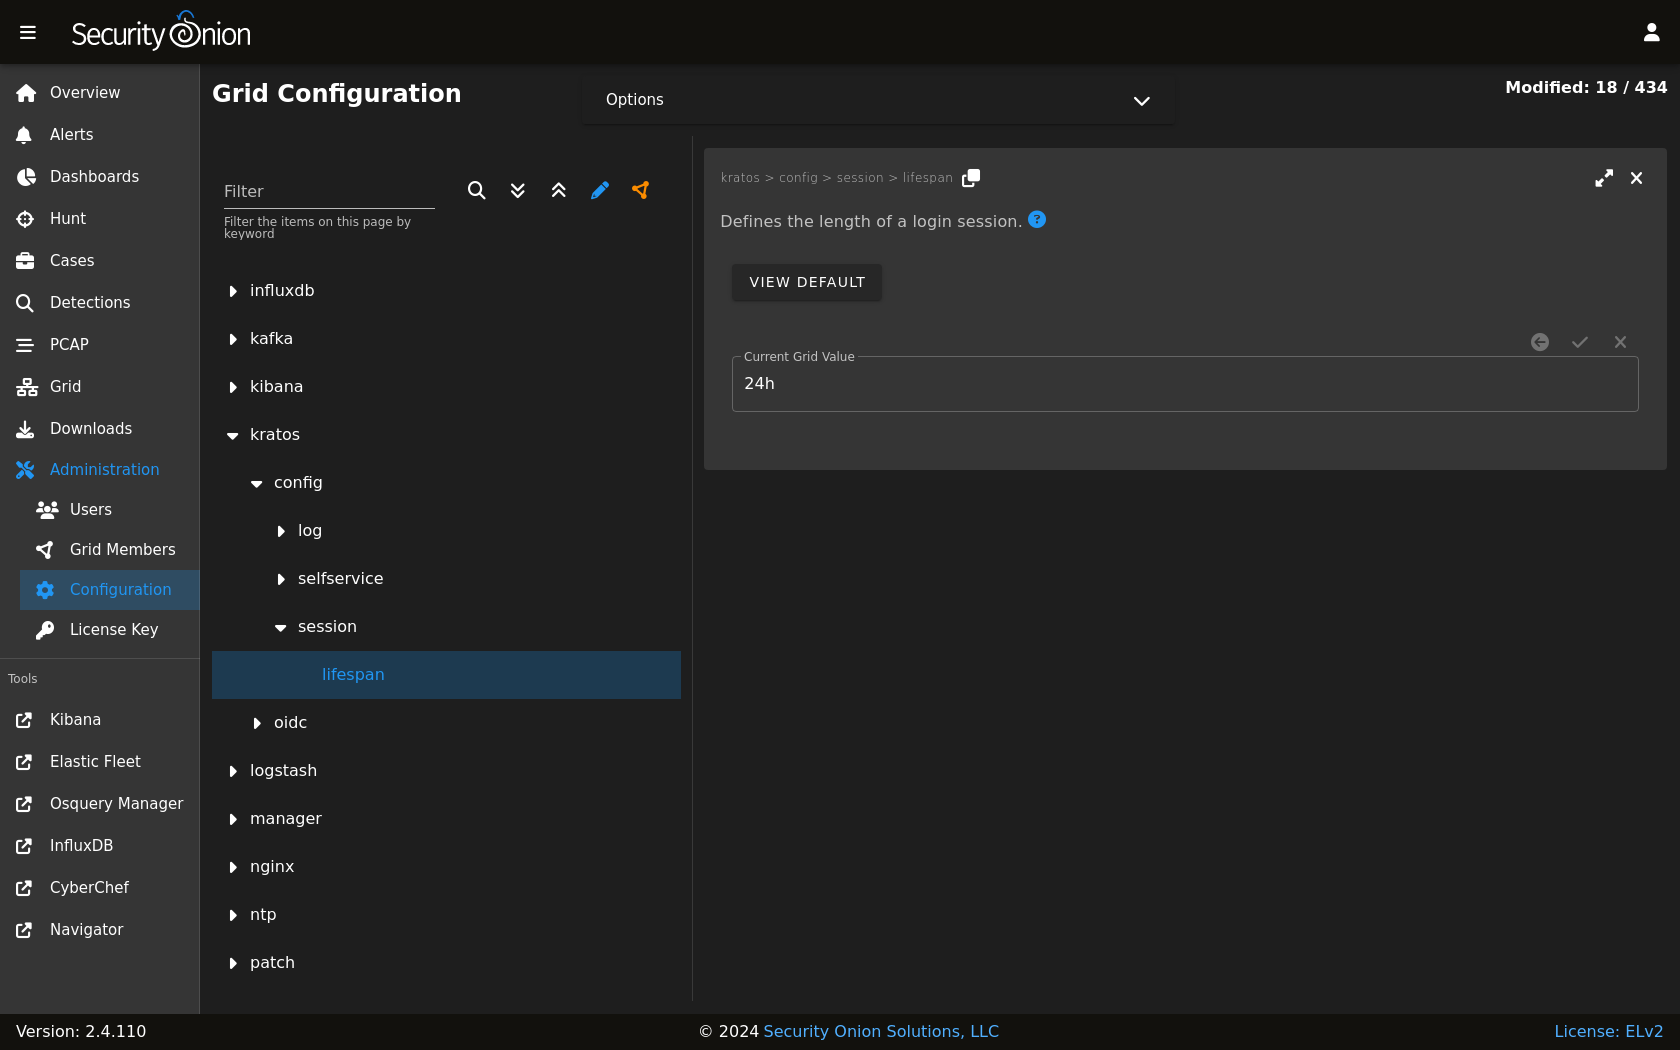 Security Onion
Overview
Alerts
Dashboards
Hunt
Cases
Detections
PCAP
Grid
Downloads
Administration
Users
Grid Members
Configuration
License Key
Tools
Kibana
Elastic Fleet
Osquery Manager
InfluxDB
CyberChef
Navigator
Grid Configuration
Options
Modified: 18 / 434
Filter
Filter the items on this page by
keyword
influxdb
kafka
kibana
kratos
config
log
selfservice
session
lifespan
oidc
logstash
manager
nginx
ntp
patch
kratos > config > session > lifespan
Defines the length of a login session. ?
VIEW DEFAULT
Current Grid Value
24h
Version: 2.4.110
© 2024 Security Onion Solutions, LLC
License: ELv2